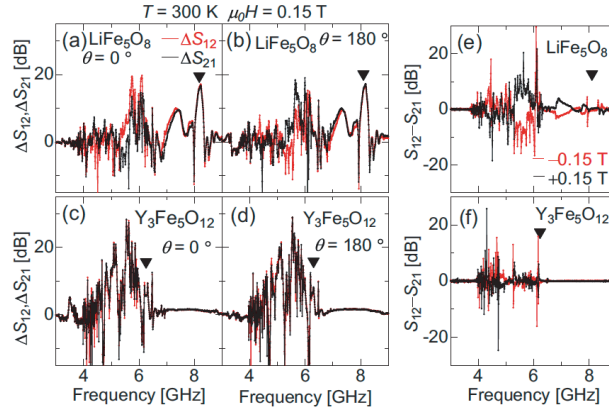 T = 300 K μ₀H = 0.15 T
(a) LiFe₅O₈
θ = 0 °
ΔS₁₂
ΔS₂₁
(b) LiFe₅O₈ θ = 180 °
20
0
ΔS₁₂,ΔS₂₁ [dB]
(c) Y₃Fe₅O₁₂
θ = 0 °
(d) Y₃Fe₅O₁₂
θ = 180 °
20
0
ΔS₁₂,ΔS₂₁ [dB]
4 6 8 4 6 8
Frequency [GHz]
Frequency [GHz]
(e) LiFe₅O₈
20
0
-20
S₁₂−S₂₁ [dB]
−0.15 T
+0.15 T
(f) Y₃Fe₅O₁₂
20
0
-20
S₁₂−S₂₁ [dB]
4 6 8
Frequency [GHz]